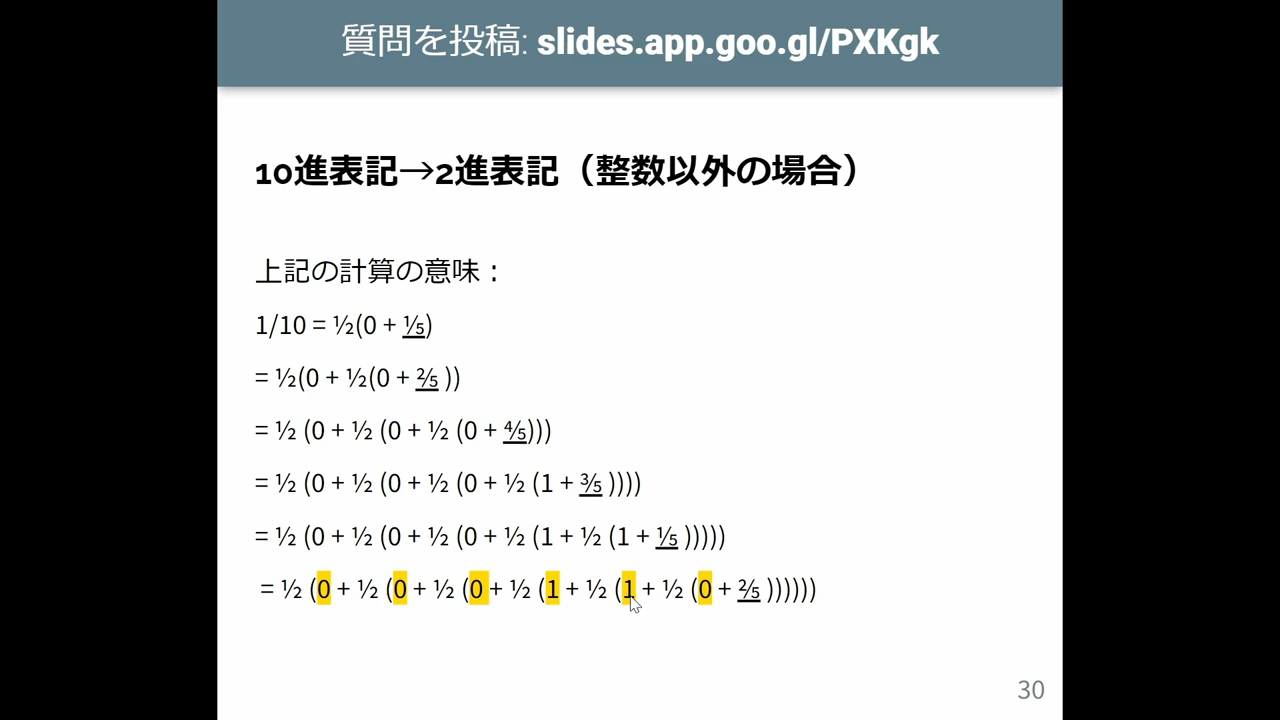 質問を投稿: slides.app.goo.gl/PXKgk
10進表記→2進表記（整数以外の場合）
上記の計算の意味：
1/10 = ½(0 + ⅕)
= ½(0 + ½(0 + ⅖ ))
= ½ (0 + ½ (0 + ½ (0 + ⅘)))
= ½ (0 + ½ (0 + ½ (0 + ½ (1 + ⅗ ))))
= ½ (0 + ½ (0 + ½ (0 + ½ (1 + ½ (1 + ⅕ )))))
= ½ (0 + ½ (0 + ½ (0 + ½ (1 + ½ (1 + ½ (0 + ⅖ ))))))
30